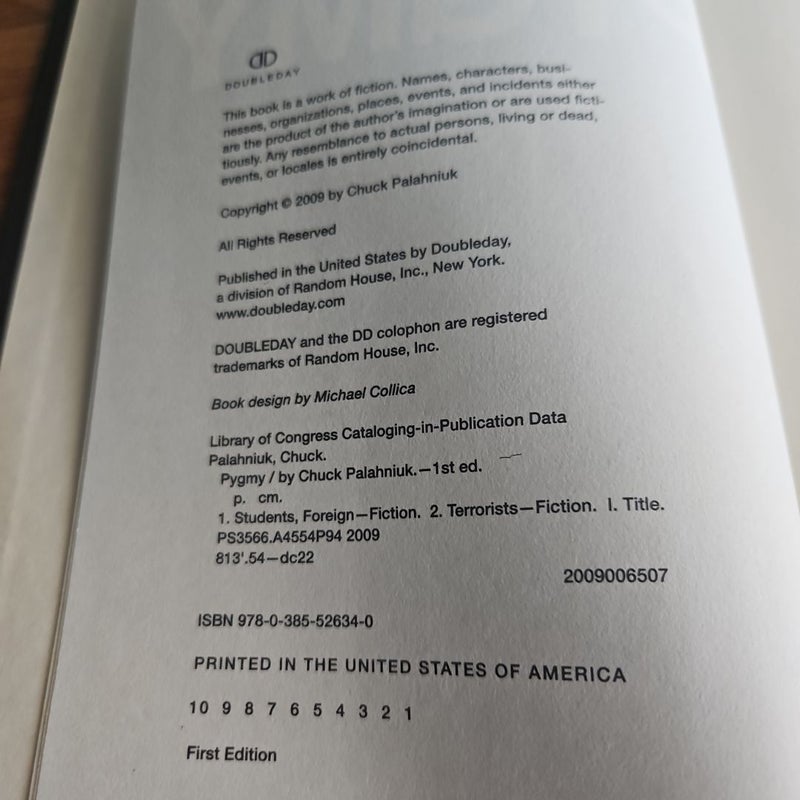 DOUBLEDAY
This book is a work of fiction. Names, characters, busi-
nesses, organizations, places, events, and incidents either
are the product of the author's imagination or are used ficti-
tiously. Any resemblance to actual persons, living or dead,
events, or locales is entirely coincidental.
Copyright © 2009 by Chuck Palahniuk
All Rights Reserved
Published in the United States by Doubleday,
a division of Random House, Inc., New York.
www.doubleday.com
DOUBLEDAY and the DD colophon are registered
trademarks of Random House, Inc.
Book design by Michael Collica
Library of Congress Cataloging-in-Publication Data
Palahniuk, Chuck.
Pygmy / by Chuck Palahniuk.—1st ed.
p. cm.
1. Students, Foreign—Fiction. 2. Terrorists—Fiction. I. Title.
PS3566.A4554P94 2009
813'.54—dc22
2009006507
ISBN 978-0-385-52634-0
PRINTED IN THE UNITED STATES OF AMERICA
10 9 8 7 6 5 4 3 2 1
First Edition